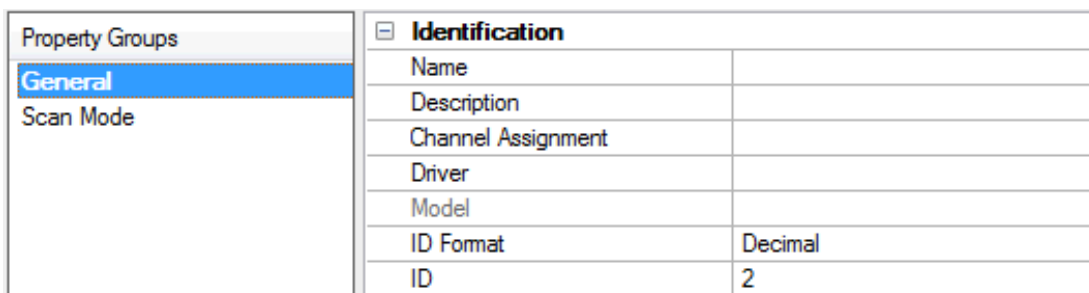 Property Groups
General
Scan Mode
Identification
Name
Description
Channel Assignment
Driver
Model
ID Format Decimal
ID 2